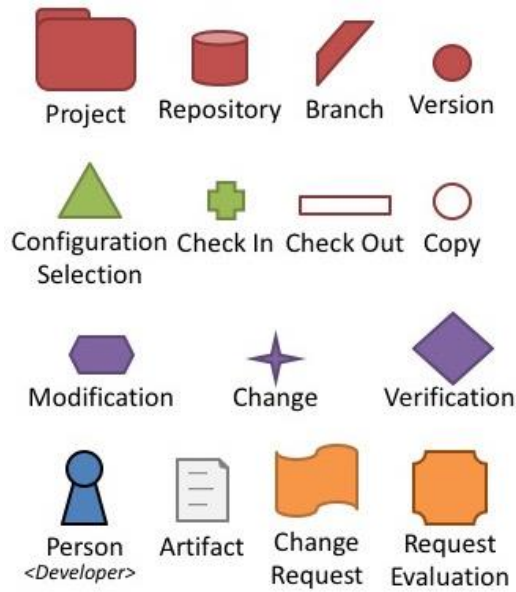 Project
Repository
Branch
Version
Configuration
Selection
Check In
Check Out
Copy
Modification
Change
Verification
Person
<Developer>
Artifact
Change
Request
Request
Evaluation